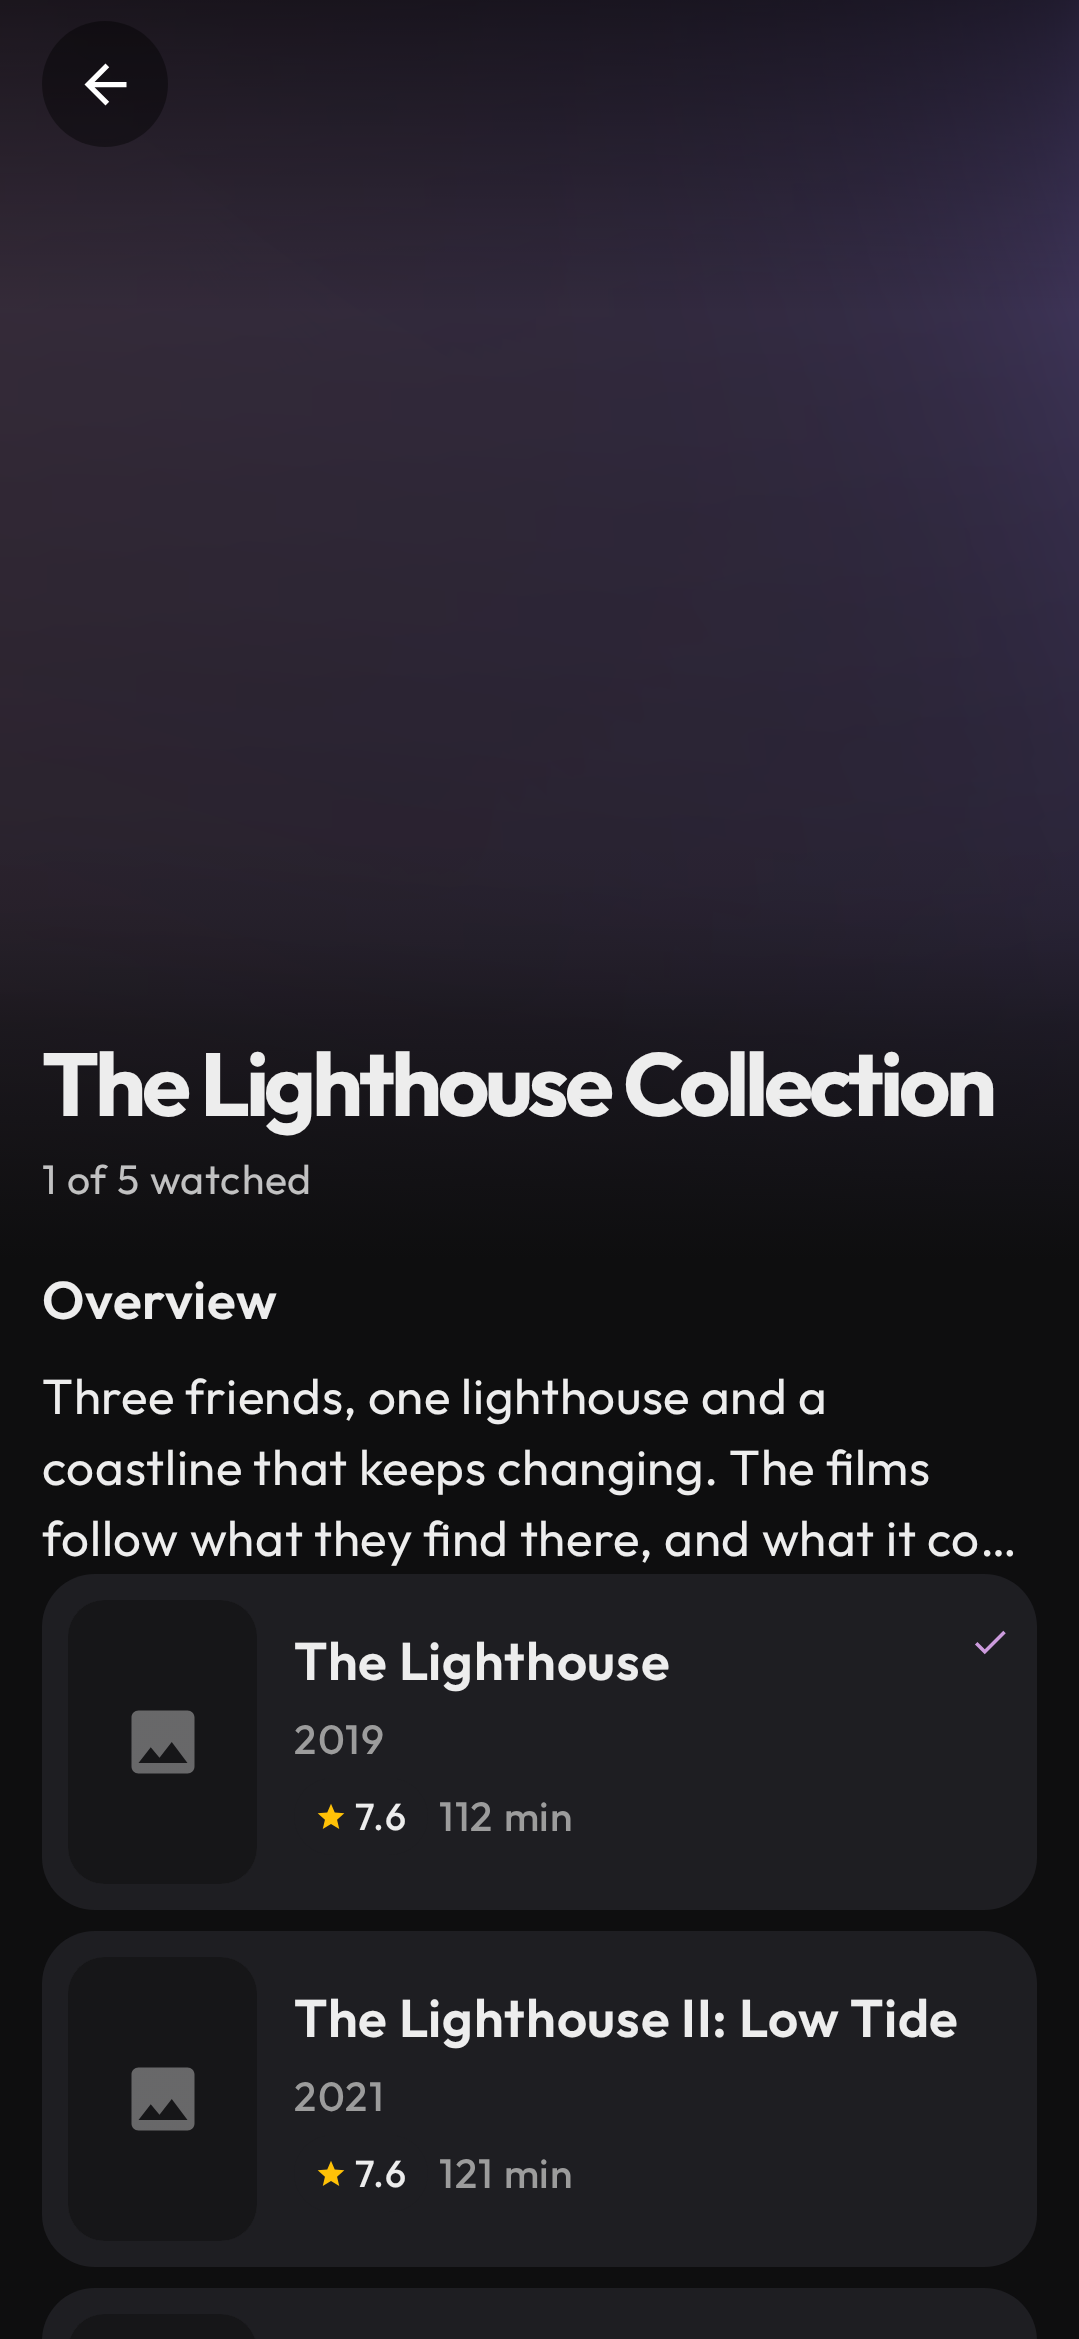 The Lighthouse Collection
1 of 5 watched
Overview
Three friends, one lighthouse and a
coastline that keeps changing. The films
follow what they find there, and what it co…
The Lighthouse
2019
7.6 112 min
The Lighthouse II: Low Tide
2021
7.6 121 min